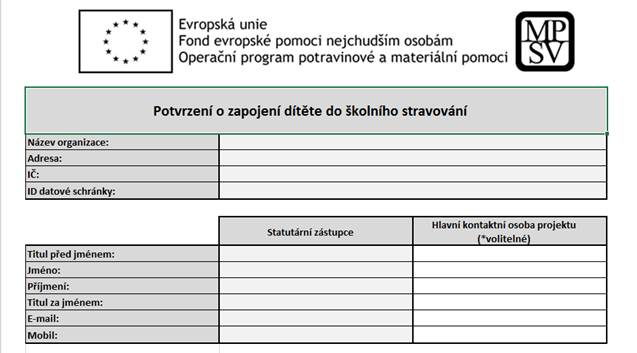 Evropská unie
Fond evropské pomoci nejchudším osobám
Operační program potravinové a materiální pomoci
MP
SV
Potvrzení o zapojení dítěte do školního stravování
Název organizace:
Adresa:
IČ:
ID datové schránky:
Statutární zástupce
Hlavní kontaktní osoba projektu
(*volitelné)
Titul před jménem:
Jméno:
Příjmení:
Titul za jménem:
E-mail:
Mobil: